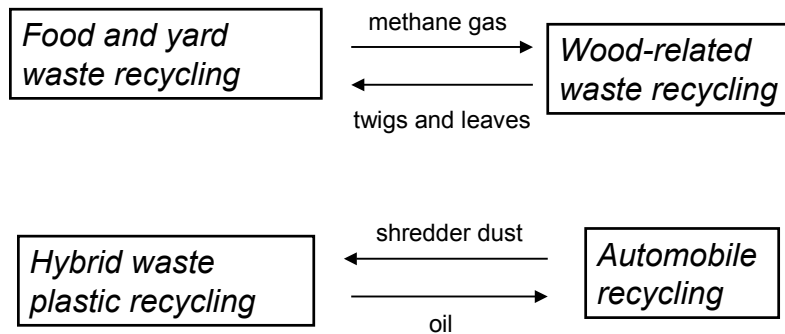 methane gas
Food and yard
waste recycling
Wood-related
waste recycling
twigs and leaves
shredder dust
Hybrid waste
plastic recycling
Automobile
recycling
oil